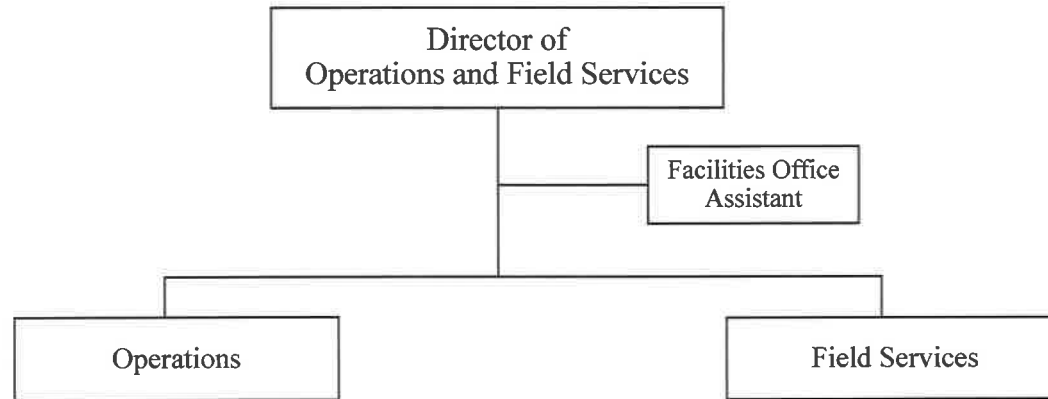 Director of
Operations and Field Services
Facilities Office
Assistant
Operations
Field Services